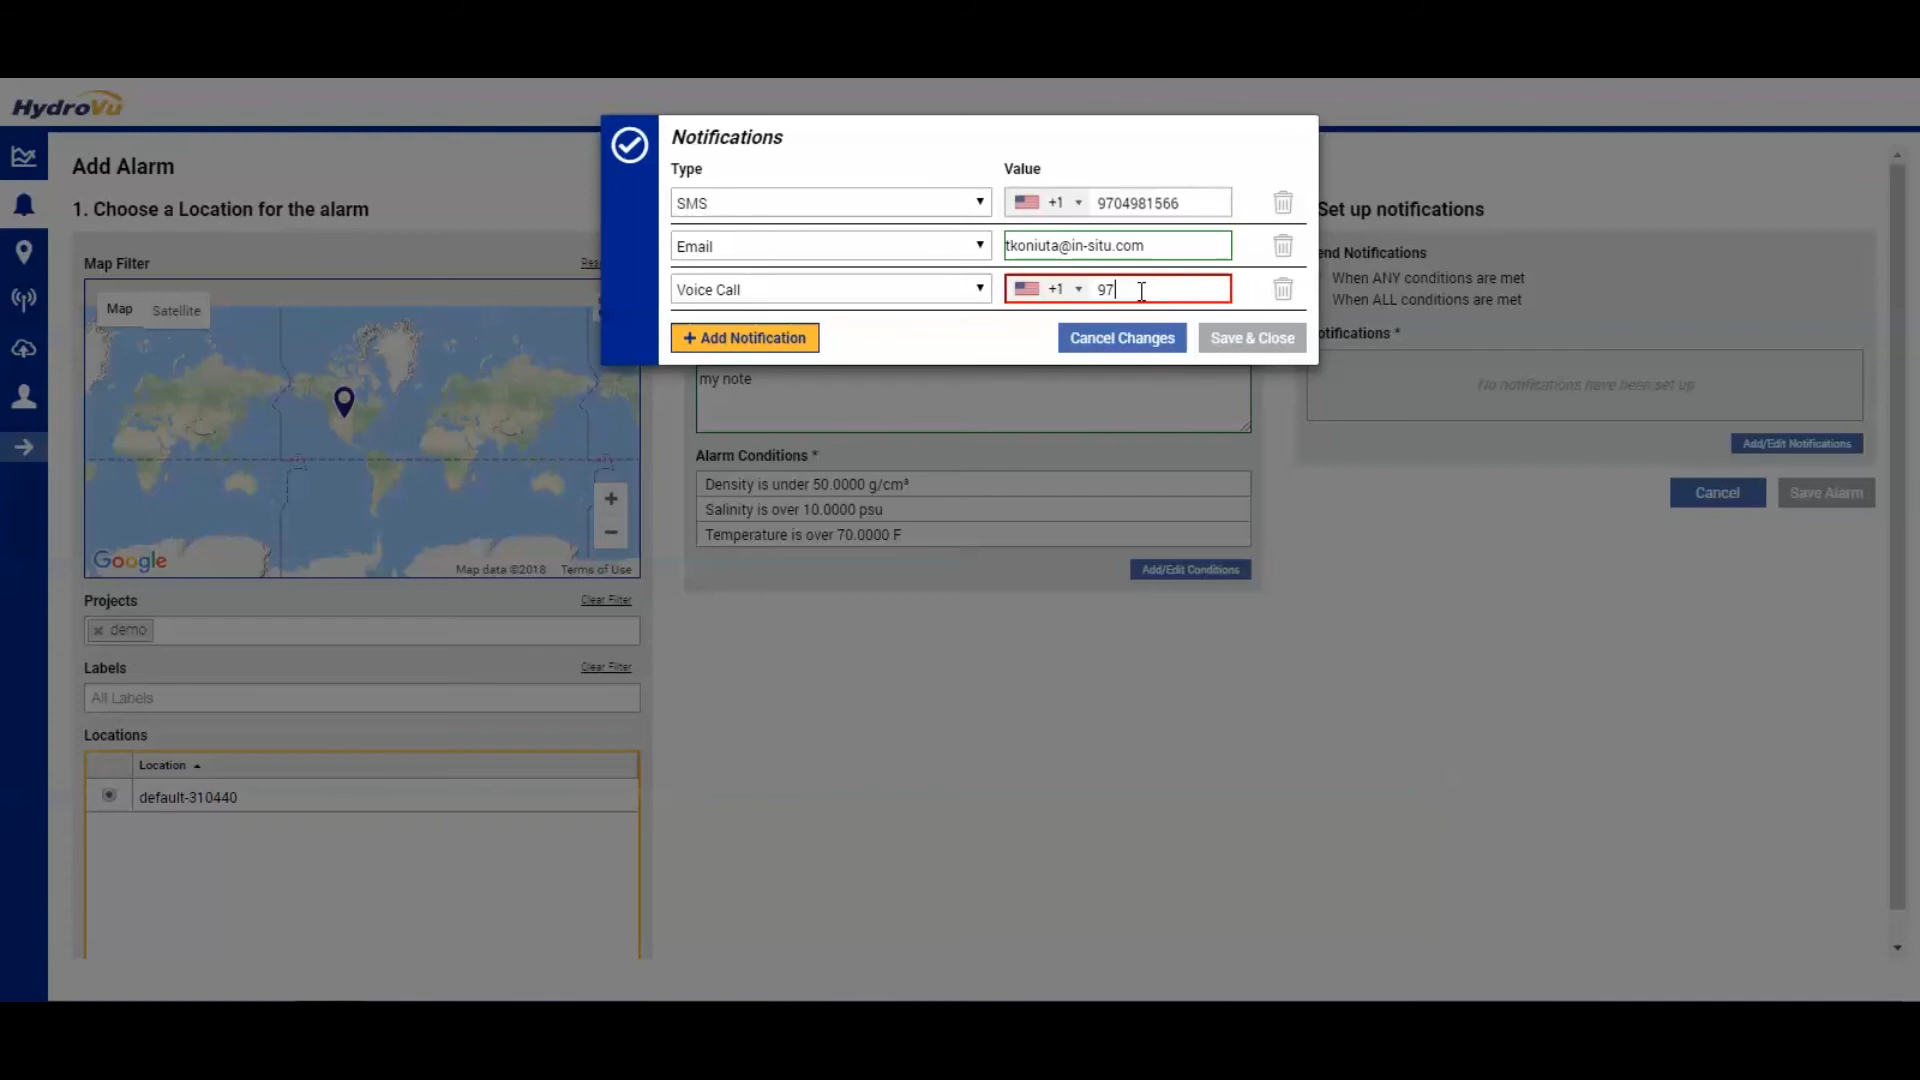 HydroVu
Add Alarm
1. Choose a Location for the alarm
Map Filter
Map
Satellite
Google
Map data ©2018
Terms of Use
Projects
Clear Filter
demo
Labels
Clear Filter
All Labels
Locations
Location
default-310440
Notifications
Type
Value
SMS
+1
9704981566
Email
tkoniuta@in-situ.com
Voice Call
+1
97
+ Add Notification
Cancel Changes
Save & Close
my note
Alarm Conditions *
Density is under 50.0000 g/cm³
Salinity is over 10.0000 psu
Temperature is over 70.0000 F
Add/Edit Conditions
Set up notifications
end Notifications
When ANY conditions are met
When ALL conditions are met
otifications *
No notifications have been set up
Add/Edit Notifications
Cancel
Save Alarm